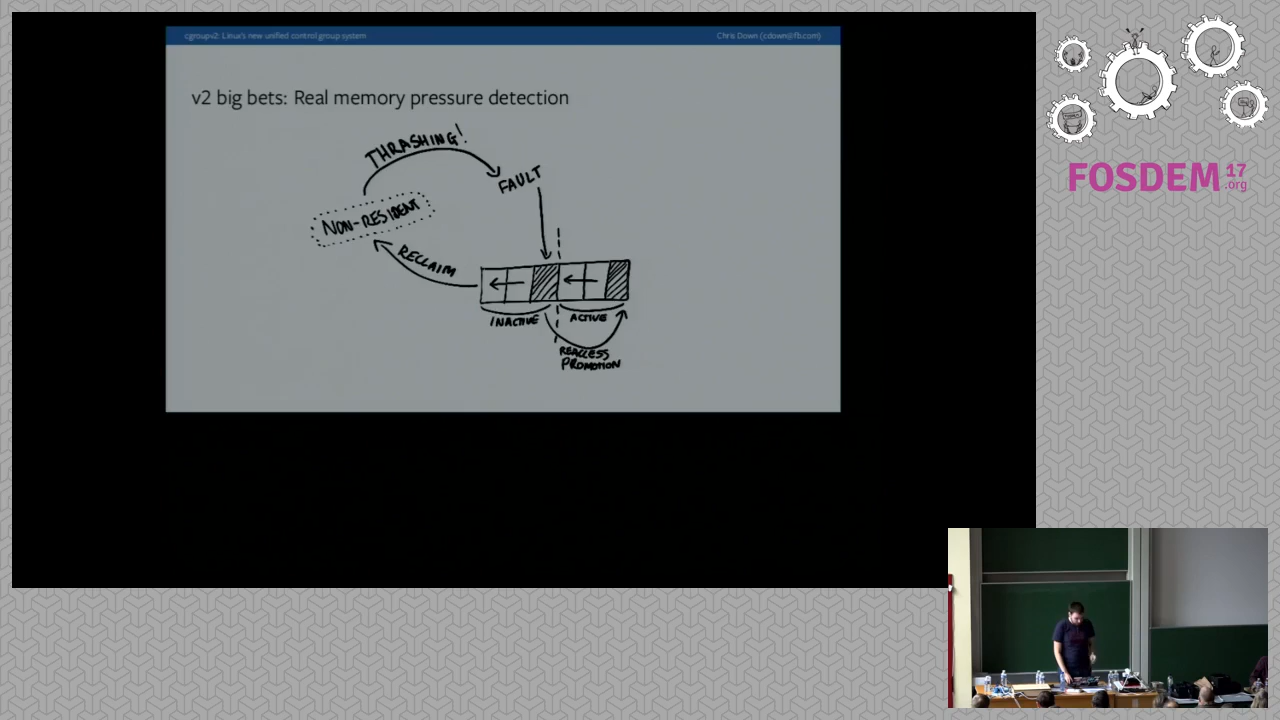 cgroupv2: Linux's new unified control group system
Chris Down (cdown@fb.com)
v2 big bets: Real memory pressure detection
THRASHING!
FAULT
NON-RESIDENT
RECLAIM
INACTIVE
ACTIVE
REACCESS
PROMOTION
FOSDEM 17
.org